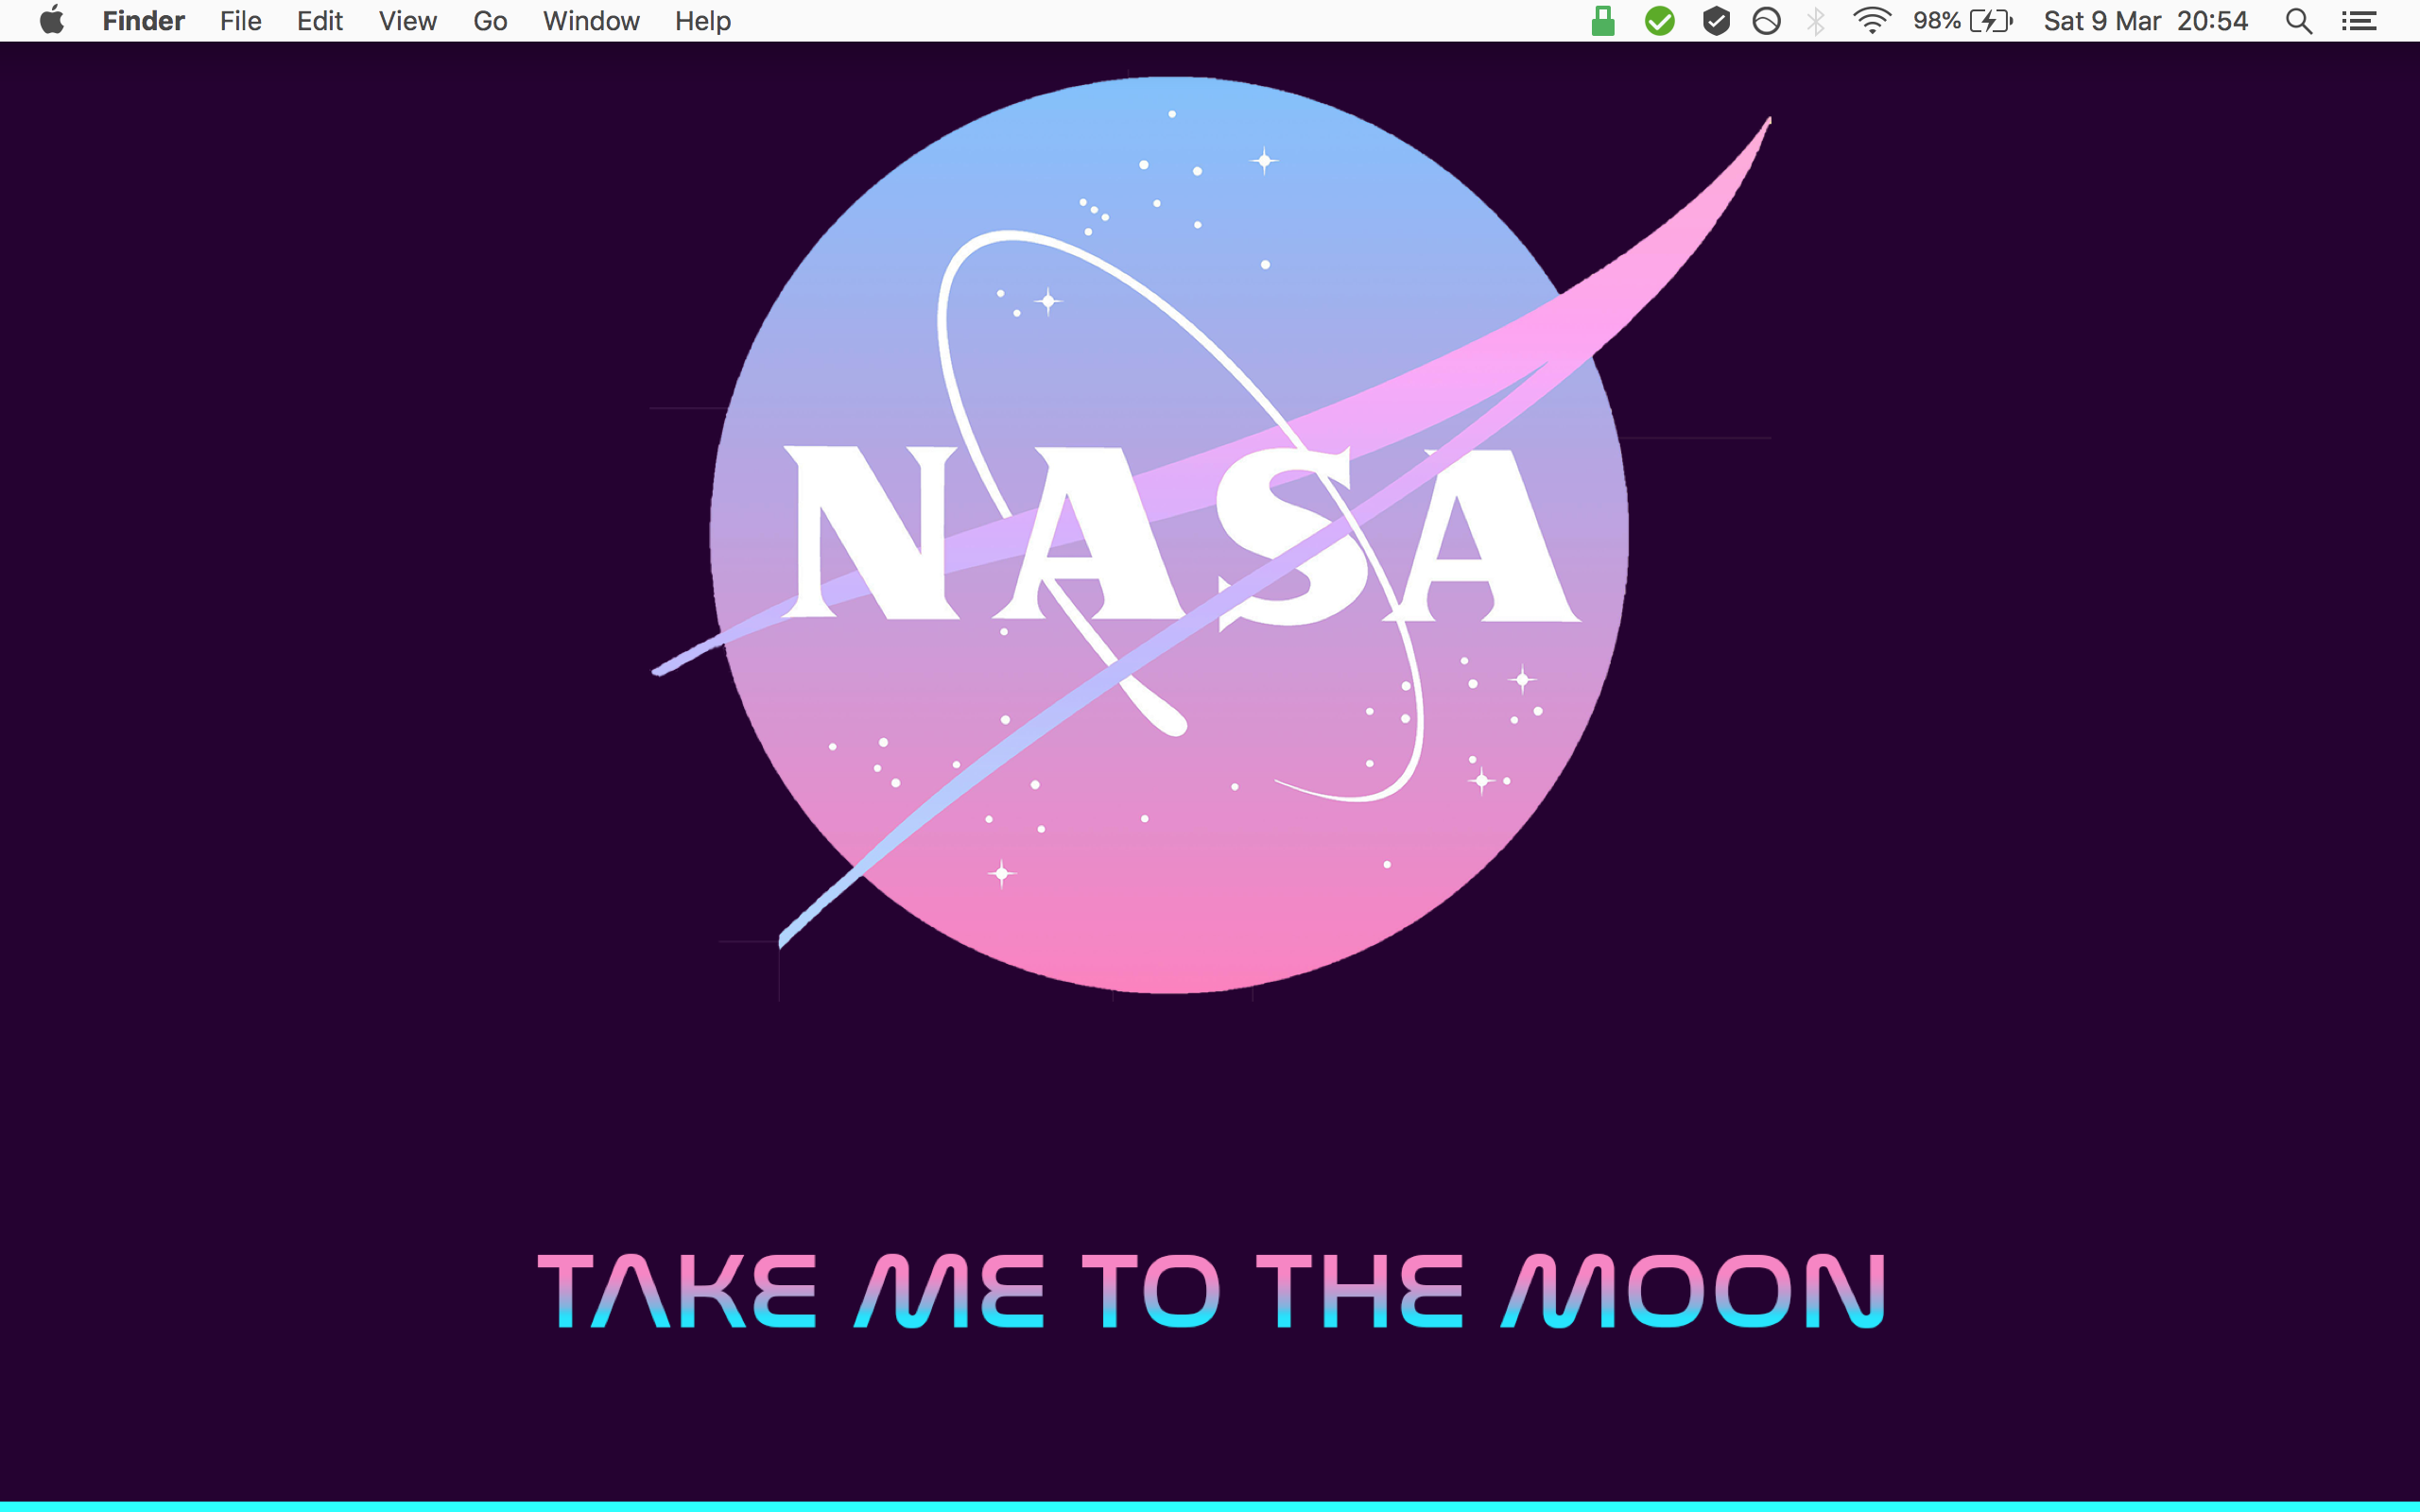 Finder File Edit View Go Window Help 98% Sat 9 Mar 20:54
NASA
TAKE ME TO THE MOON